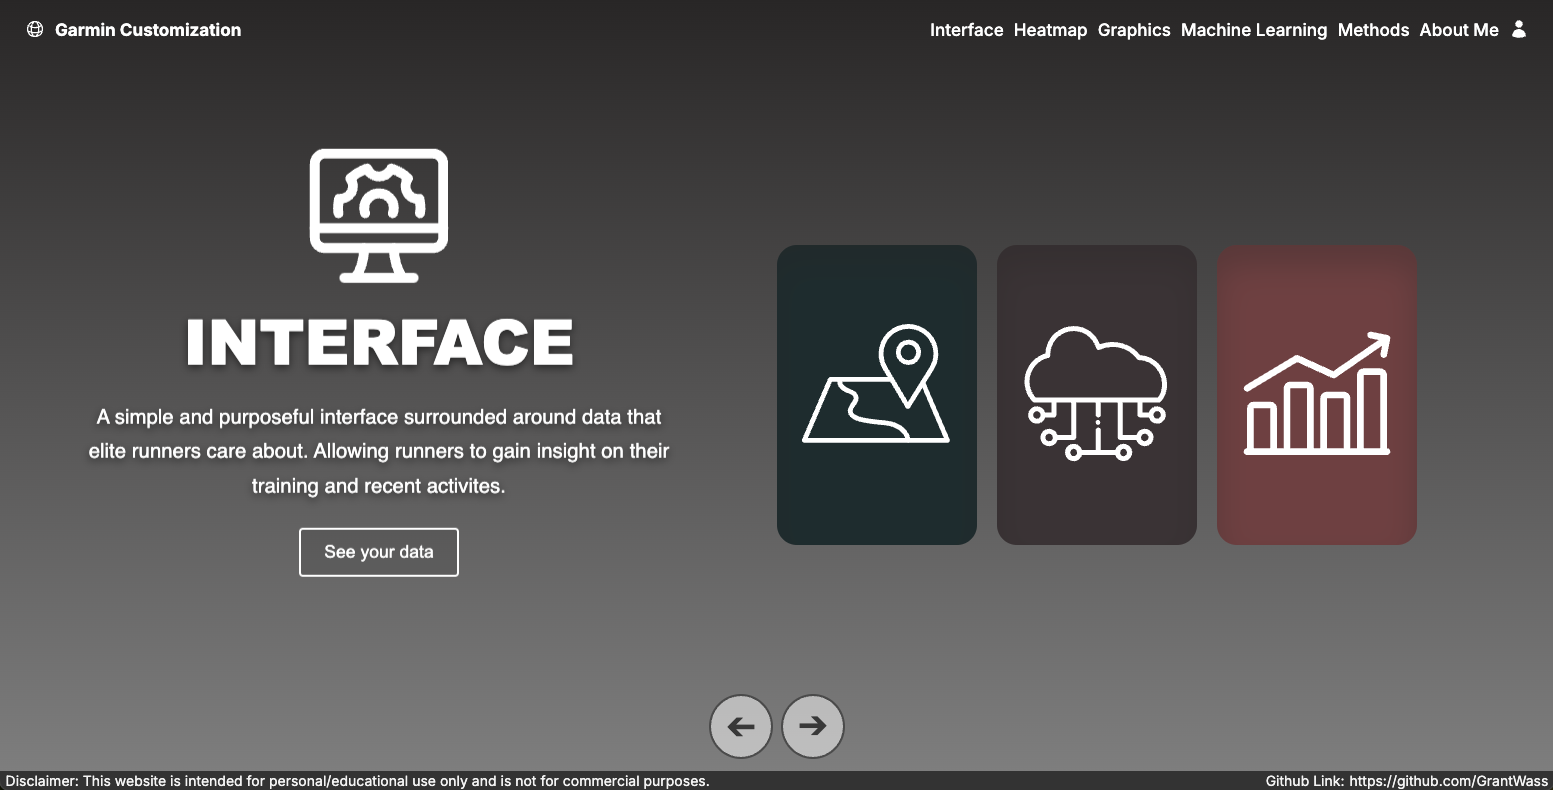 Garmin Customization
Interface Heatmap Graphics Machine Learning Methods About Me
INTERFACE
A simple and purposeful interface surrounded around data that
elite runners care about. Allowing runners to gain insight on their
training and recent activites.
See your data
Disclaimer: This website is intended for personal/educational use only and is not for commercial purposes.
Github Link: https://github.com/GrantWass